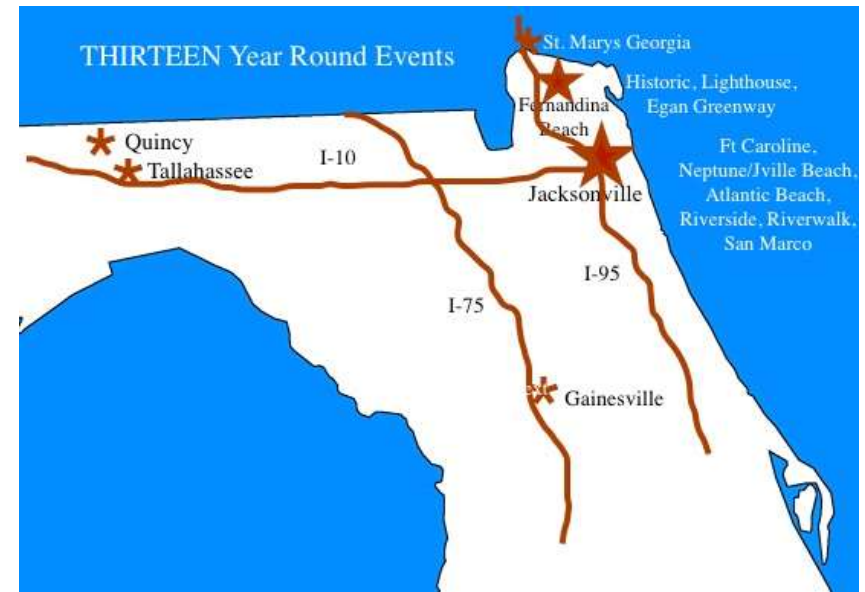 THIRTEEN Year Round Events
St. Marys Georgia
Historic, Lighthouse,
Egan Greenway
Fernandina
Beach
Ft Caroline,
Neptune/Jville Beach,
Atlantic Beach,
Riverside, Riverwalk,
San Marco
Quincy
Tallahassee
I-10
Jacksonville
I-95
I-75
Gainesville